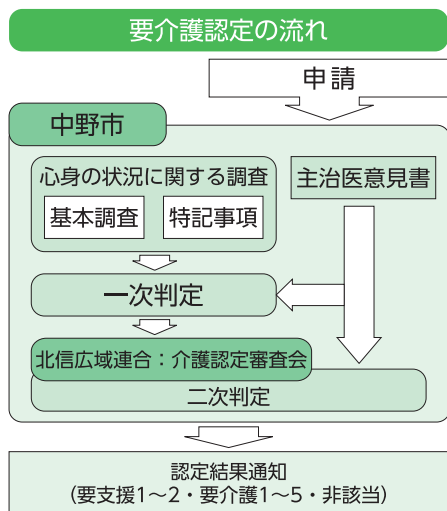 要介護認定の流れ
申請
中野市
心身の状況に関する調査
基本調査
特記事項
主治医意見書
一次判定
北信広域連合：介護認定審査会
二次判定
認定結果通知
（要支援1～2・要介護1～5・非該当）